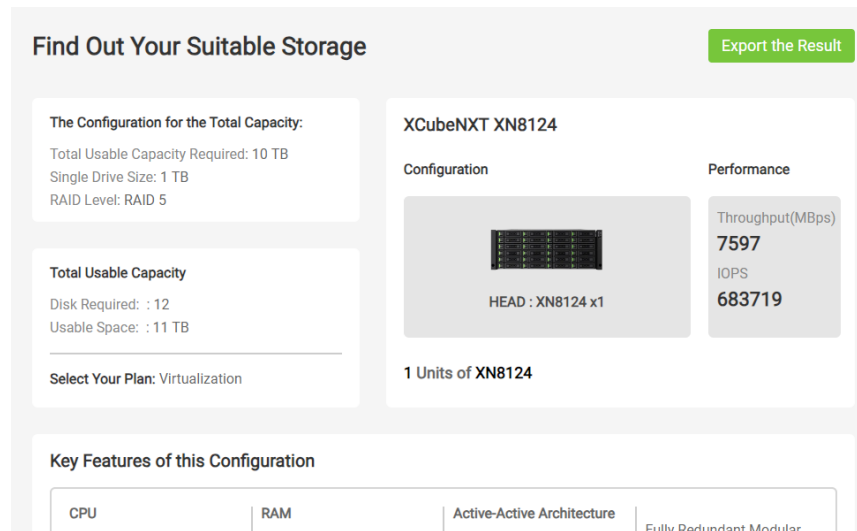 Find Out Your Suitable Storage
Export the Result
The Configuration for the Total Capacity:
Total Usable Capacity Required: 10 TB
Single Drive Size: 1 TB
RAID Level: RAID 5
Total Usable Capacity
Disk Required: : 12
Usable Space: : 11 TB
Select Your Plan: Virtualization
XCubeNXT XN8124
Configuration
HEAD : XN8124 x1
Performance
Throughput(MBps)
7597
IOPS
683719
1 Units of XN8124
Key Features of this Configuration
CPU
RAM
Active-Active Architecture
Fully Redundant Modular